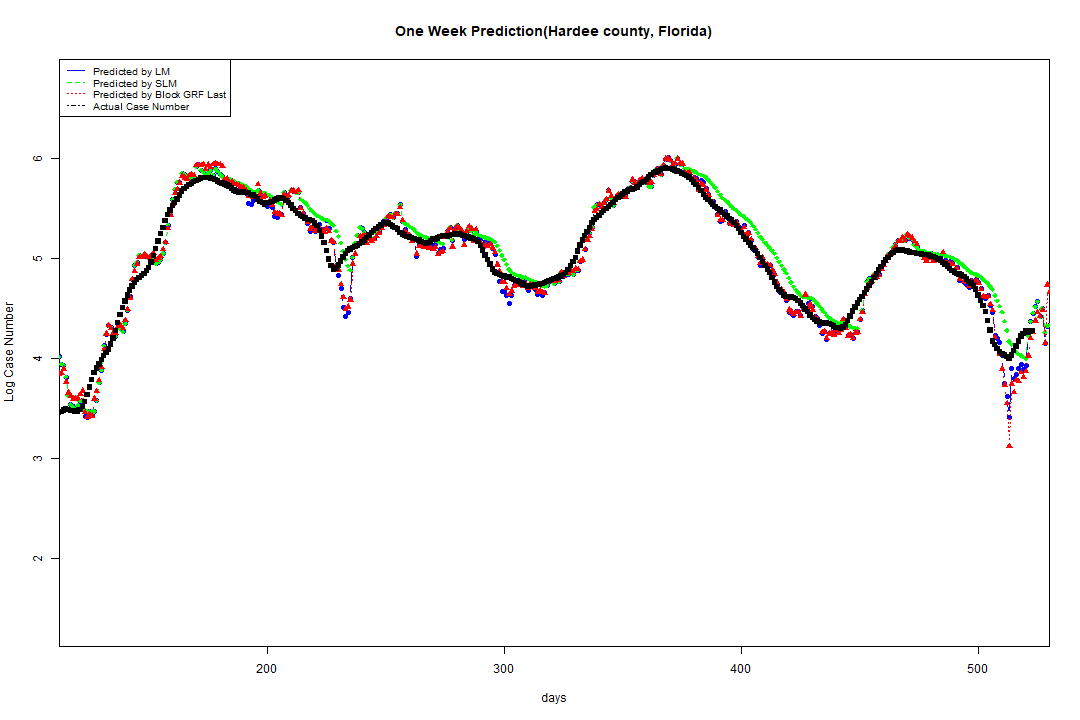 One Week Prediction(Hardee county, Florida)
Predicted by LM
Predicted by SLM
Predicted by Block GRF Last
Actual Case Number
Log Case Number
6
5
4
3
2
200
300
400
500
days